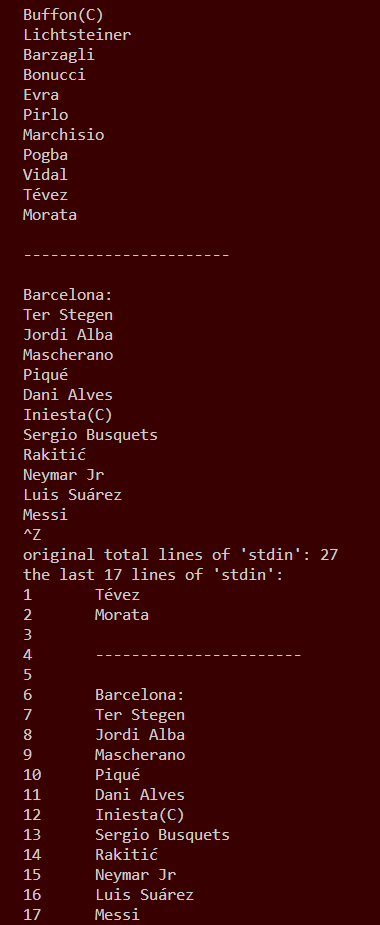 Buffon(C)
Lichtsteiner
Barzagli
Bonucci
Evra
Pirlo
Marchisio
Pogba
Vidal
Tévez
Morata
-----------------------
Barcelona:
Ter Stegen
Jordi Alba
Mascherano
Piqué
Dani Alves
Iniesta(C)
Sergio Busquets
Rakitić
Neymar Jr
Luis Suárez
Messi
^Z
original total lines of 'stdin': 27
the last 17 lines of 'stdin':
1 Tévez
2 Morata
3
4 -----------------------
5
6 Barcelona:
7 Ter Stegen
8 Jordi Alba
9 Mascherano
10 Piqué
11 Dani Alves
12 Iniesta(C)
13 Sergio Busquets
14 Rakitić
15 Neymar Jr
16 Luis Suárez
17 Messi